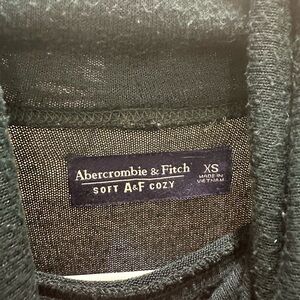 Abercrombie & Fitch XS
SOFT A&F COZY
MADE IN
VIETNAM